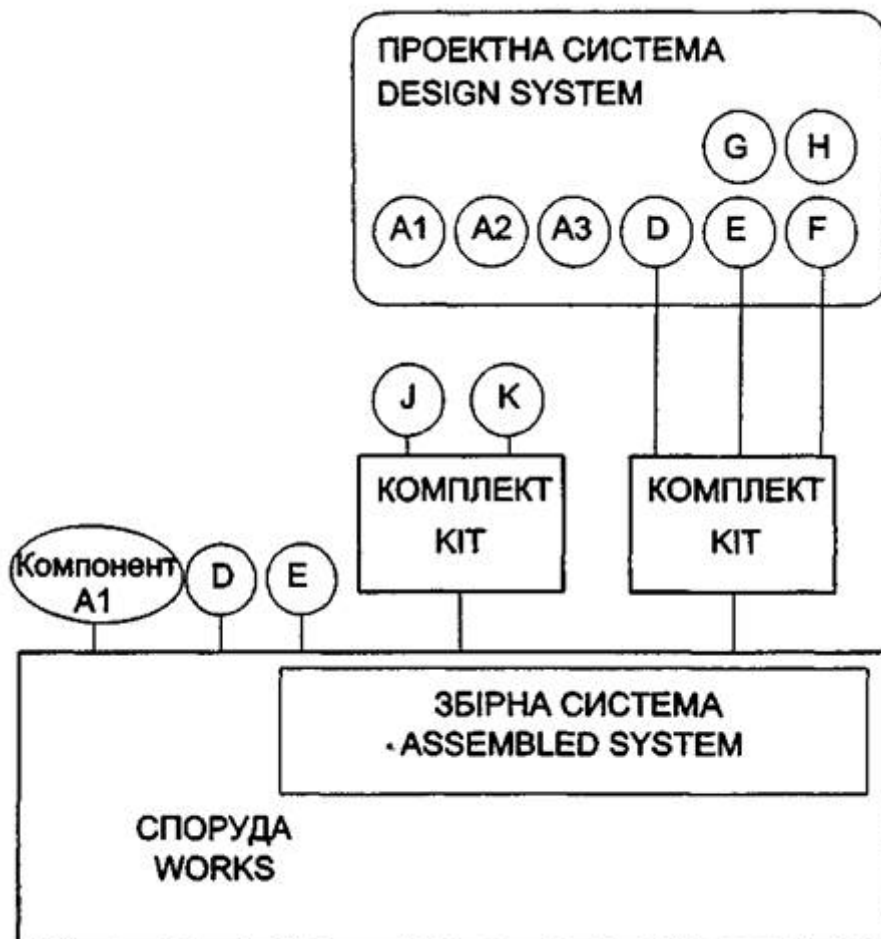 ПРОЕКТНА СИСТЕМА
DESIGN SYSTEM
G H
A1 A2 A3 D E F
J K
КОМПЛЕКТ
KIT
КОМПЛЕКТ
KIT
Компонент
A1
D E
ЗБІРНА СИСТЕМА
ASSEMBLED SYSTEM
СПОРУДА
WORKS